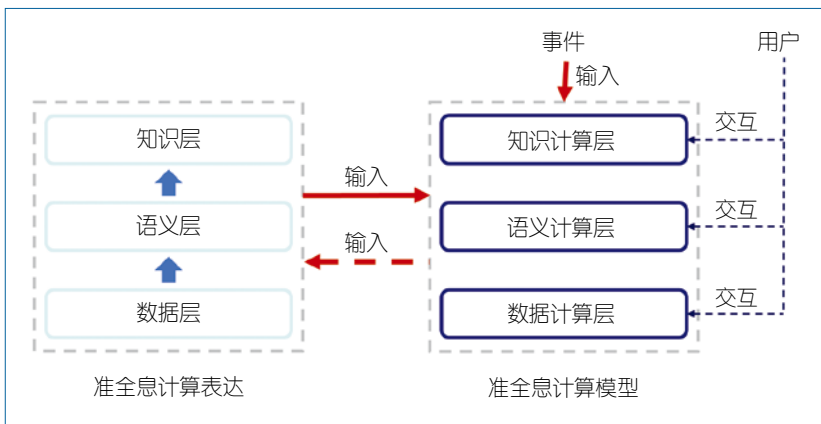 事件
用户
输入
知识层
语义层
数据层
输入
输入
知识计算层
语义计算层
数据计算层
交互
交互
交互
准全息计算表达
准全息计算模型